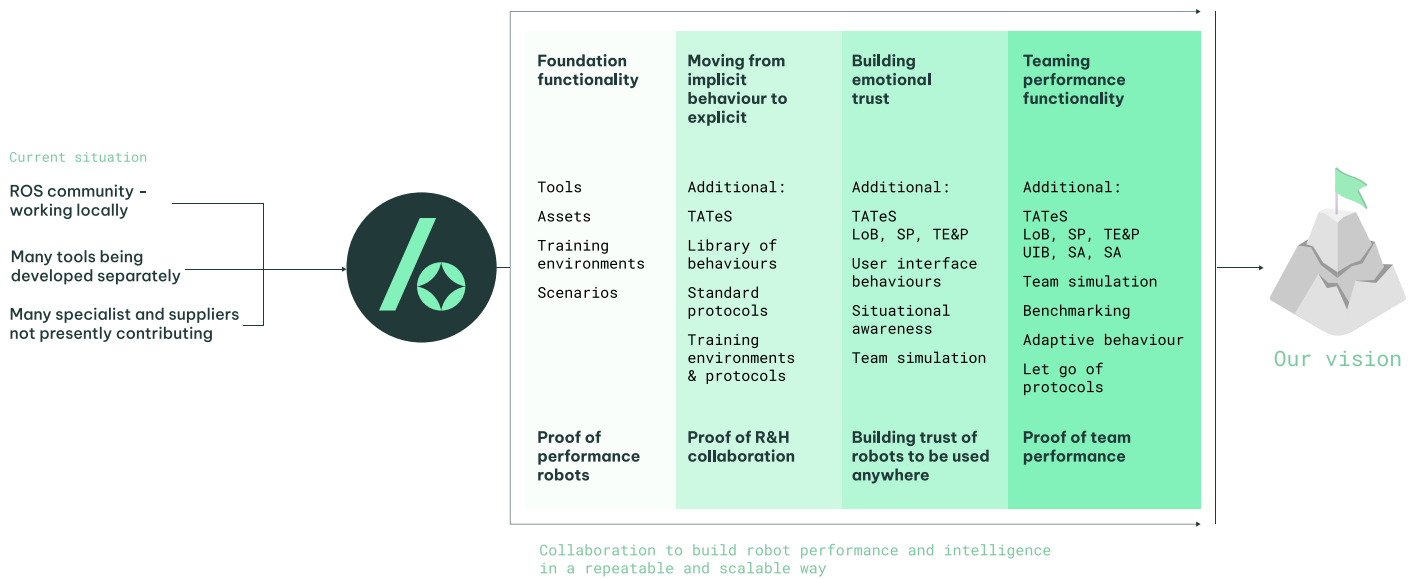 Current situation
ROS community -
working locally
Many tools being
developed separately
Many specialist and suppliers
not presently contributing
Foundation
functionality
Tools
Assets
Training
environments
Scenarios
Proof of
performance
robots
Moving from
implicit
behaviour to
explicit
Additional:
TATeS
Library of
behaviours
Standard
protocols
Training
environments
& protocols
Proof of R&H
collaboration
Building
emotional
trust
Additional:
TATeS
LoB, SP, TE&P
User interface
behaviours
Situational
awareness
Team simulation
Building trust of
robots to be used
anywhere
Teaming
performance
functionality
Additional:
TATeS
LoB, SP, TE&P
UIB, SA, SA
Team simulation
Benchmarking
Adaptive behaviour
Let go of
protocols
Proof of team
performance
Our vision
Collaboration to build robot performance and intelligence
in a repeatable and scalable way